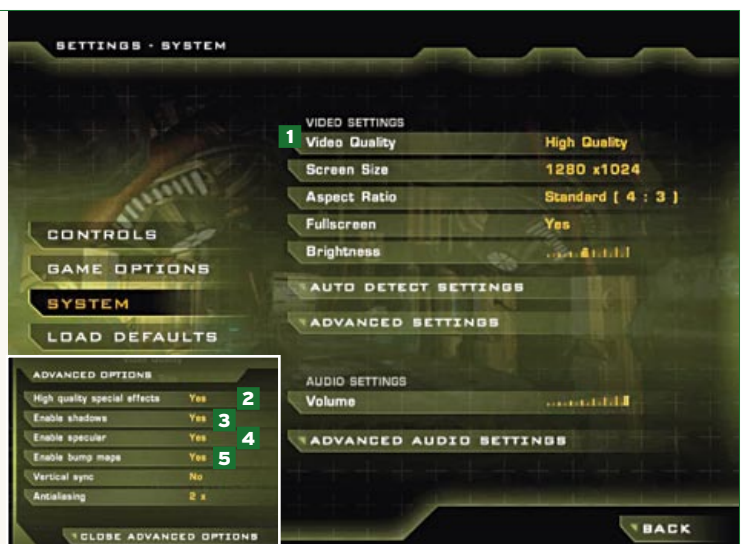 SETTINGS - SYSTEM
VIDEO SETTINGS
1 Video Quality High Quality
Screen Size 1280 x1024
Aspect Ratio Standard ( 4 : 3 )
Fullscreen Yes
Brightness
AUTO DETECT SETTINGS
ADVANCED SETTINGS
AUDIO SETTINGS
Volume
ADVANCED AUDIO SETTINGS
CONTROLS
GAME OPTIONS
SYSTEM
LOAD DEFAULTS
Video Quality
ADVANCED OPTIONS
High quality special effects Yes 2
Enable shadows Yes 3
Enable specular Yes 4
Enable bump maps Yes 5
Vertical sync No
Antialiasing 2 x
CLOSE ADVANCED OPTIONS
BACK